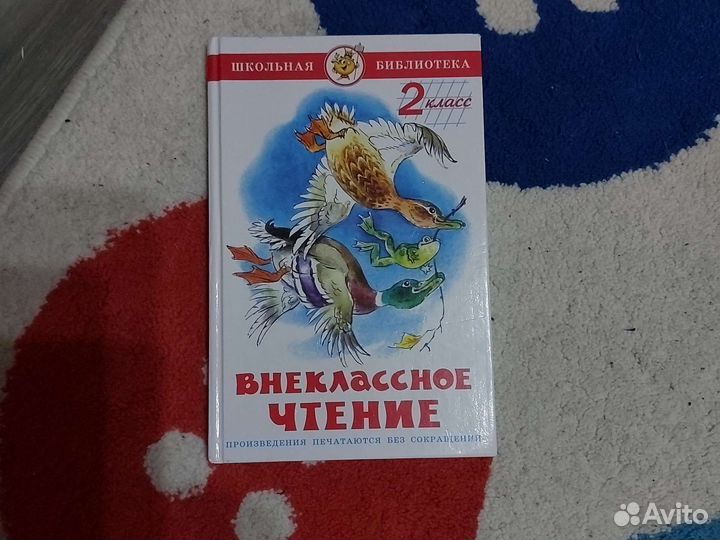 ШКОЛЬНАЯ БИБЛИОТЕКА
2 класс
ВНЕКЛАССНОЕ
ЧТЕНИЕ
ПРОИЗВЕДЕНИЯ ПЕЧАТАЮТСЯ БЕЗ СОКРАЩЕНИЙ
Avito